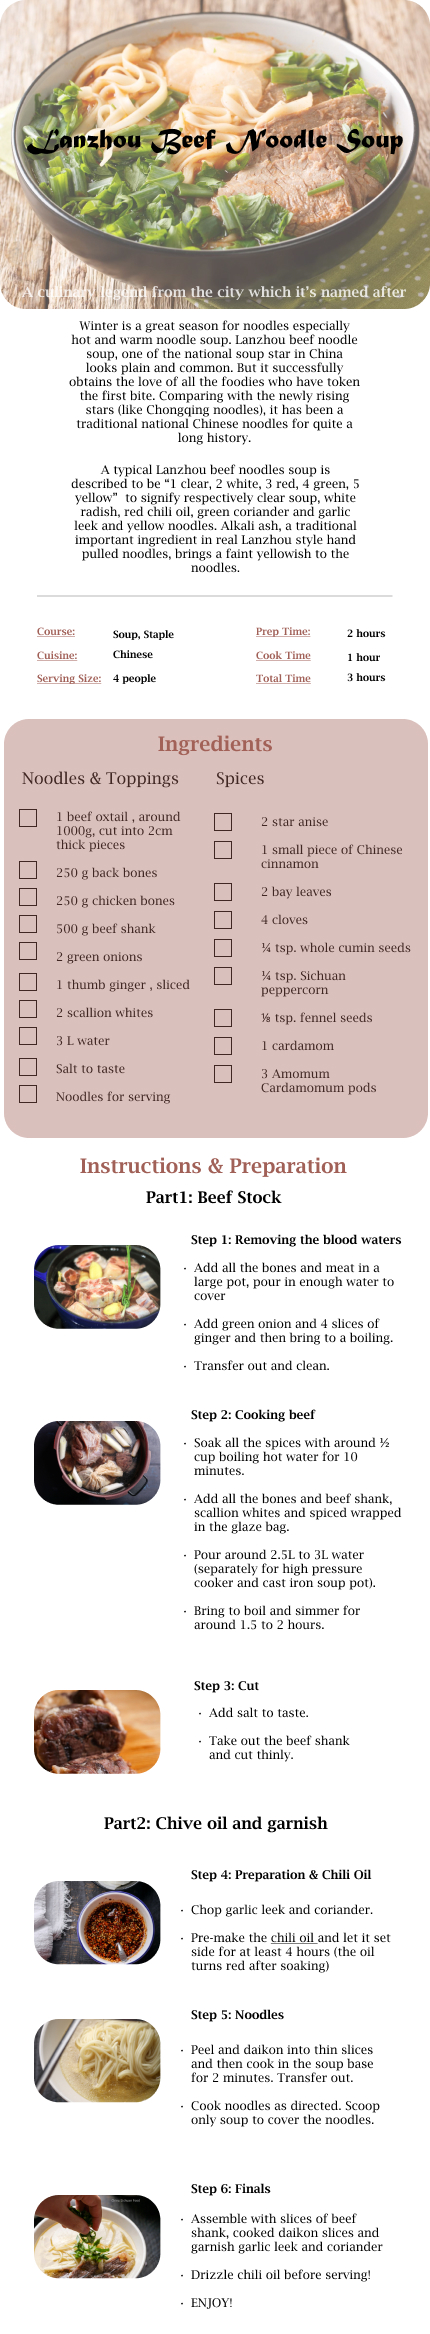 Lanzhou Beef Noodle Soup
A culinary legend from the city which it's named after
Winter is a great season for noodles especially
hot and warm noodle soup. Lanzhou beef noodle
soup, one of the national soup star in China
looks plain and common. But it successfully
obtains the love of all the foodies who have token
the first bite. Comparing with the newly rising
stars (like Chongqing noodles), it has been a
traditional national Chinese noodles for quite a
long history.
A typical Lanzhou beef noodles soup is
described to be “1 clear, 2 white, 3 red, 4 green, 5
yellow” to signify respectively clear soup, white
radish, red chili oil, green coriander and garlic
leek and yellow noodles. Alkali ash, a traditional
important ingredient in real Lanzhou style hand
pulled noodles, brings a faint yellowish to the
noodles.
Course: Soup, Staple
Cuisine: Chinese
Serving Size: 4 people
Prep Time: 2 hours
Cook Time 1 hour
Total Time 3 hours
Ingredients
Noodles & Toppings
1 beef oxtail , around
1000g, cut into 2cm
thick pieces
250 g back bones
250 g chicken bones
500 g beef shank
2 green onions
1 thumb ginger , sliced
2 scallion whites
3 L water
Salt to taste
Noodles for serving
Spices
2 star anise
1 small piece of Chinese
cinnamon
2 bay leaves
4 cloves
¼ tsp. whole cumin seeds
¼ tsp. Sichuan
peppercorn
⅛ tsp. fennel seeds
1 cardamom
3 Amomum
Cardamomum pods
Instructions & Preparation
Part1: Beef Stock
Step 1: Removing the blood waters
· Add all the bones and meat in a
large pot, pour in enough water to
cover
· Add green onion and 4 slices of
ginger and then bring to a boiling.
· Transfer out and clean.
Step 2: Cooking beef
· Soak all the spices with around ½
cup boiling hot water for 10
minutes.
· Add all the bones and beef shank,
scallion whites and spiced wrapped
in the glaze bag.
· Pour around 2.5L to 3L water
(separately for high pressure
cooker and cast iron soup pot).
· Bring to boil and simmer for
around 1.5 to 2 hours.
Step 3: Cut
· Add salt to taste.
· Take out the beef shank
and cut thinly.
Part2: Chive oil and garnish
Step 4: Preparation & Chili Oil
· Chop garlic leek and coriander.
· Pre-make the chili oil and let it set
side for at least 4 hours (the oil
turns red after soaking)
Step 5: Noodles
· Peel and daikon into thin slices
and then cook in the soup base
for 2 minutes. Transfer out.
· Cook noodles as directed. Scoop
only soup to cover the noodles.
Step 6: Finals
· Assemble with slices of beef
shank, cooked daikon slices and
garnish garlic leek and coriander
· Drizzle chili oil before serving!
· ENJOY!